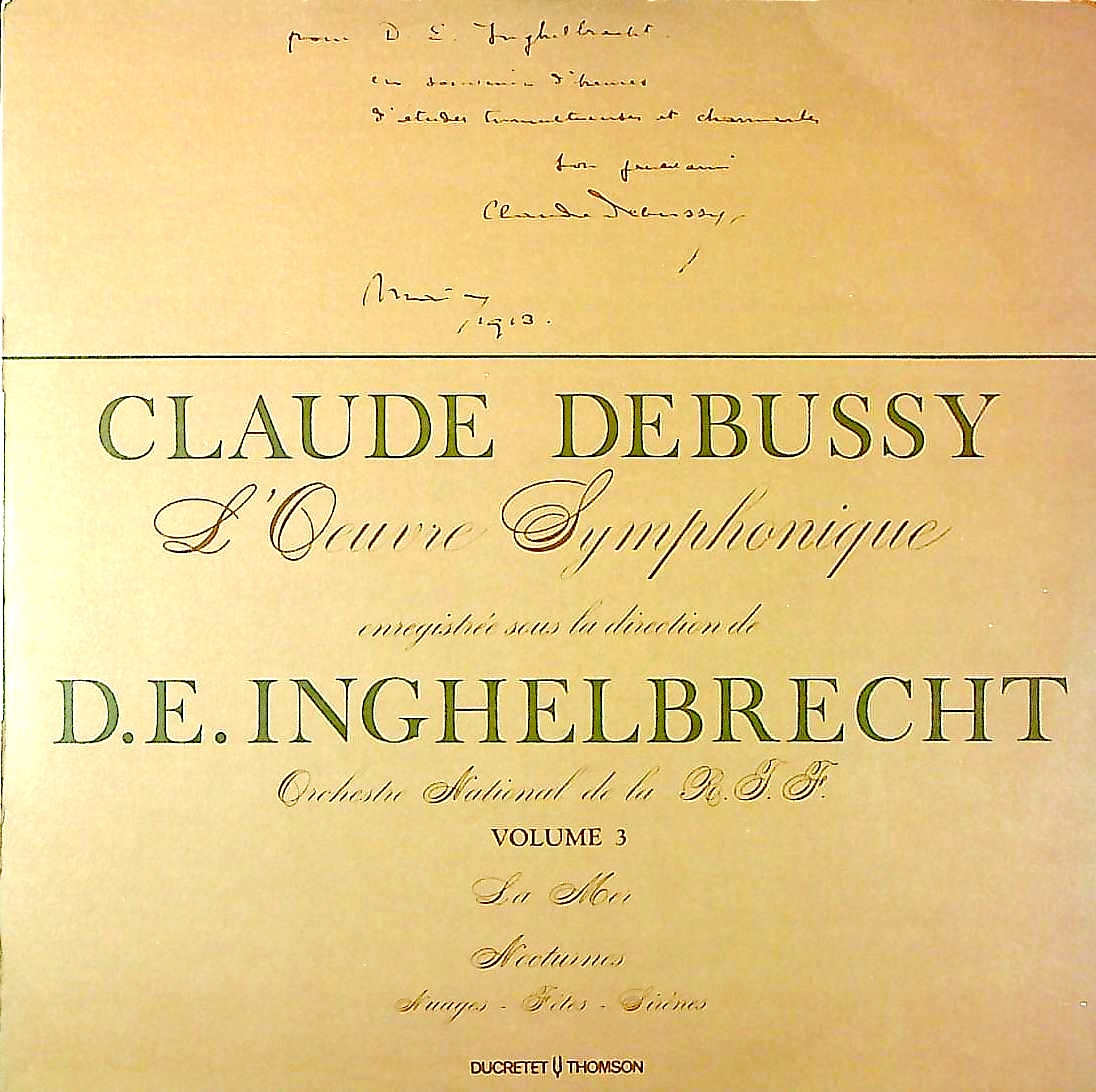 pour D. E. Inghelbrecht.
en souvenir d'heures
d'études tumultueuses et charmantes
son
Claude Debussy
1913.
CLAUDE DEBUSSY
L'Oeuvre Symphonique
enregistrée sous la direction de
D.E. INGHELBRECHT
Orchestre National de la R.T.F.
VOLUME 3
La Mer
Nocturnes
Nuages - Fêtes - Sirènes
DUCRETET THOMSON